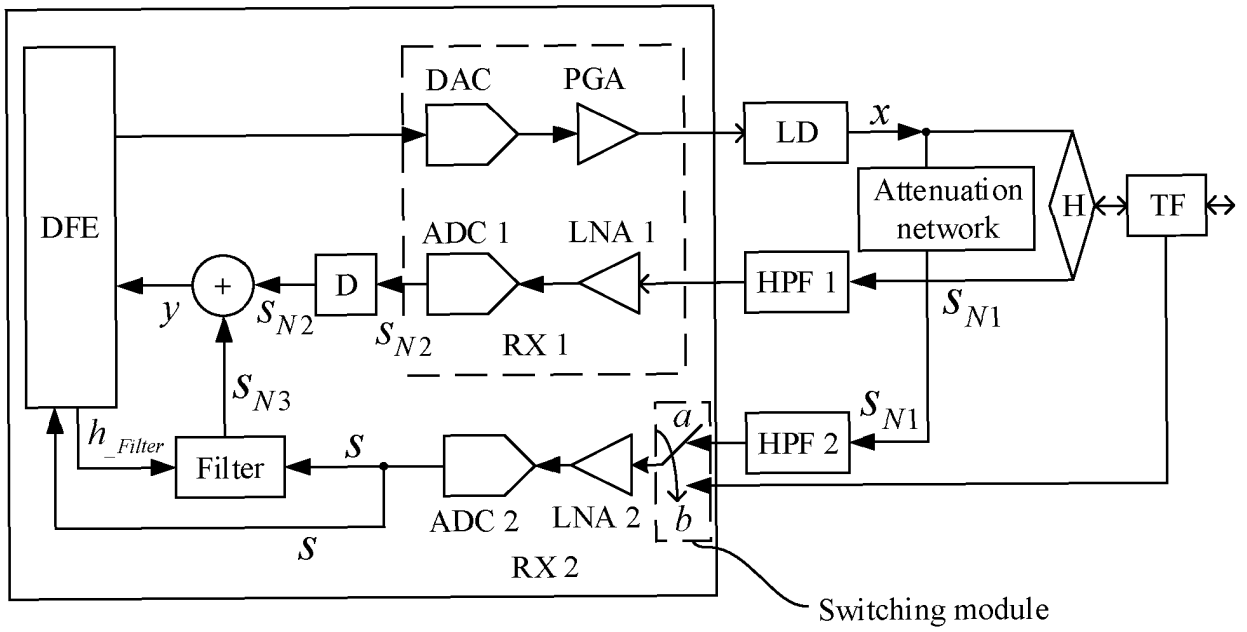 DAC
PGA
LD
x
Attenuation
network
H
TF
DFE
ADC 1
LNA 1
HPF 1
D
+
y
S_N2
S_N2
RX 1
S_N1
S_N3
S_N1
h_Filter
Filter
S
a
HPF 2
ADC 2
LNA 2
b
S
RX 2
Switching module